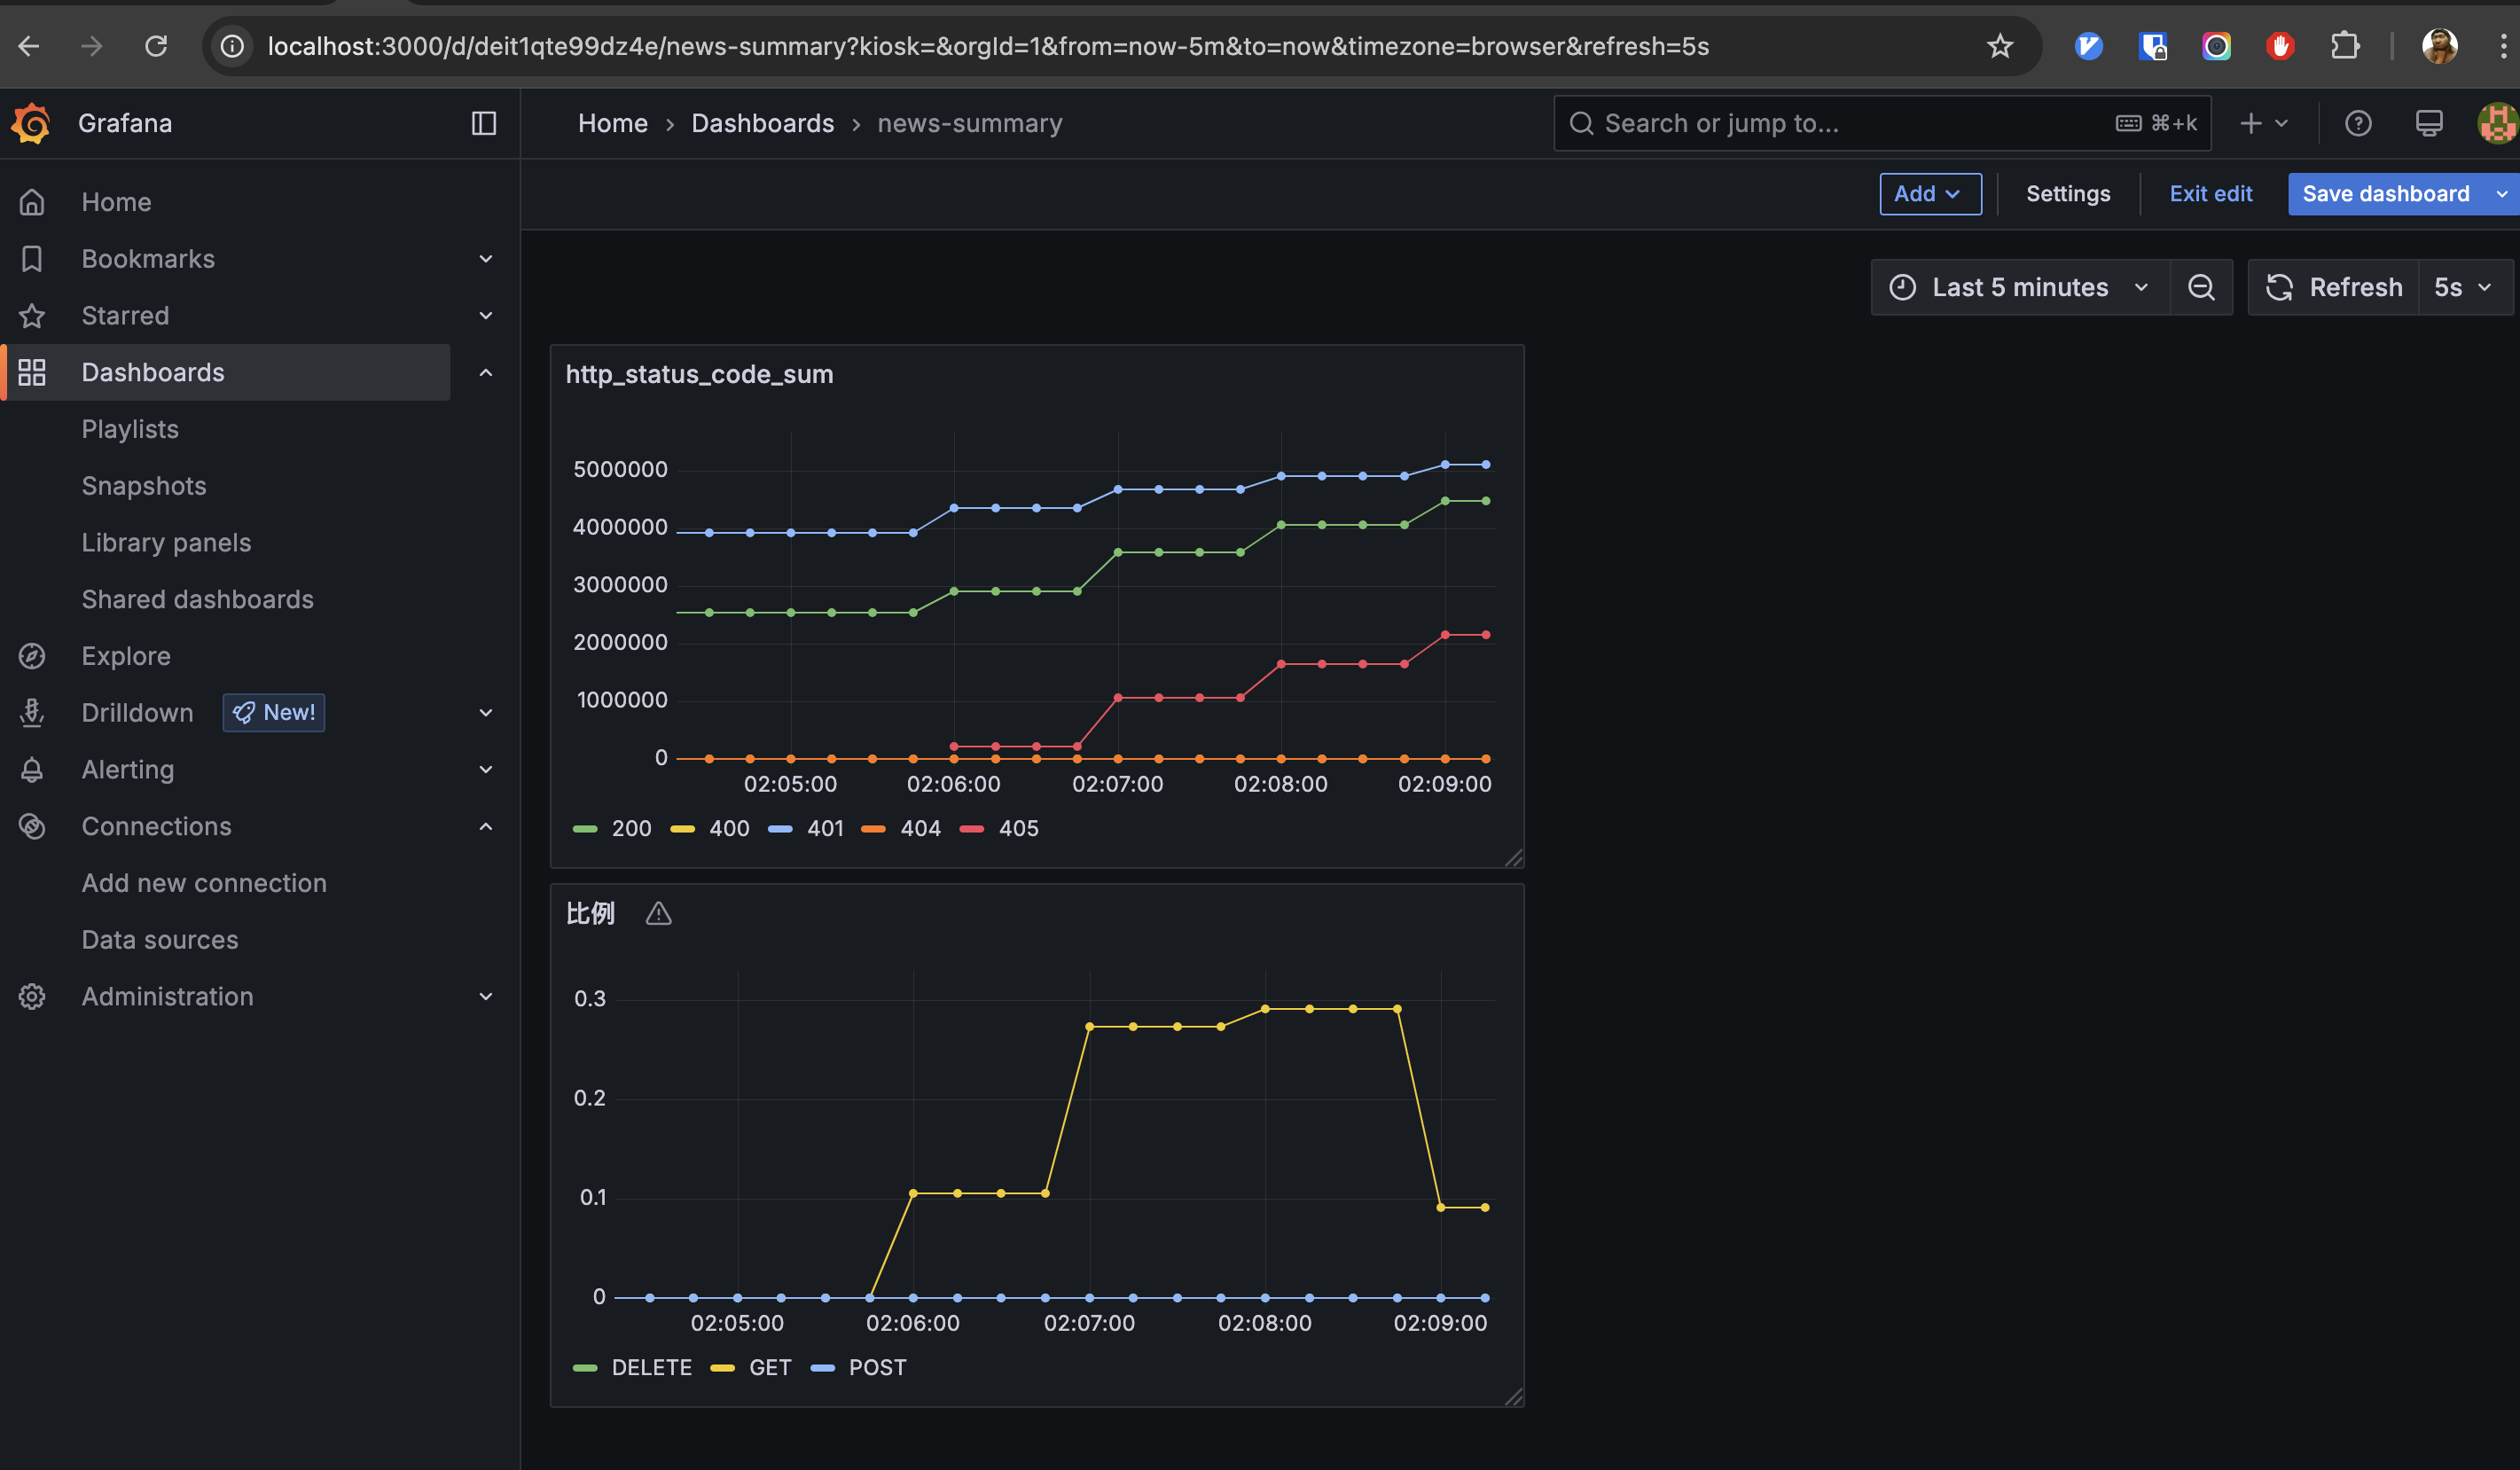 localhost:3000/d/deit1qte99dz4e/news-summary?kiosk=&orgId=1&from=now-5m&to=now&timezone=browser&refresh=5s
Grafana
Home › Dashboards › news-summary
Search or jump to...
⌘+k
Add
Settings
Exit edit
Save dashboard
Last 5 minutes
Refresh
5s
Home
Bookmarks
Starred
Dashboards
Playlists
Snapshots
Library panels
Shared dashboards
Explore
Drilldown New!
Alerting
Connections
Add new connection
Data sources
Administration
http_status_code_sum
5000000
4000000
3000000
2000000
1000000
0
02:05:00 02:06:00 02:07:00 02:08:00 02:09:00
200 400 401 404 405
比例
0.3
0.2
0.1
0
02:05:00 02:06:00 02:07:00 02:08:00 02:09:00
DELETE GET POST